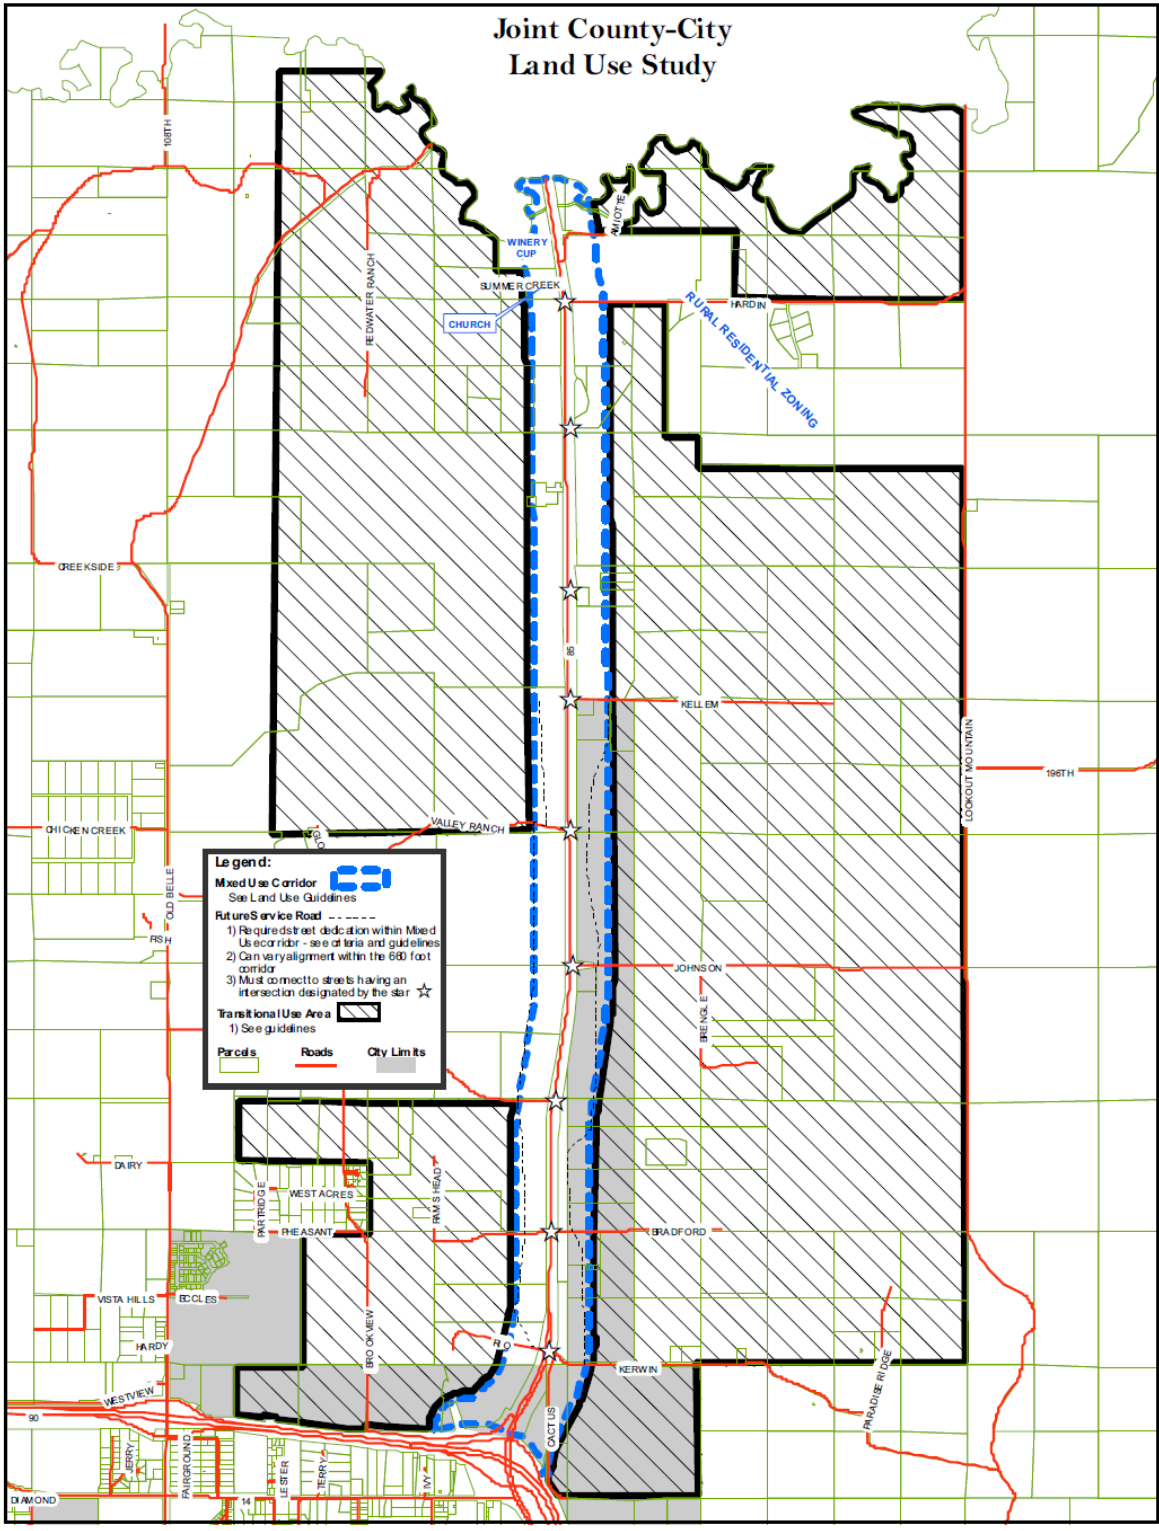 Joint County-City
Land Use Study
108TH
AMIOTTE
WINERY
CUP
REDWATER RANCH
SUMMER CREEK
HARDIN
CHURCH
RURAL RESIDENTIAL ZONING
CREEKSIDE
85
KELLEM
LOOKOUT MOUNTAIN
196TH
CHICKEN CREEK
VALLEY RANCH
GLO
OLD BELLE
FISH
Legend:
Mixed Use Corridor
See Land Use Guidelines
Future Service Road
1) Required street dedication within Mixed
Use corridor - see criteria and guidelines
2) Can vary alignment within the 660 foot
corridor
3) Must connect to streets having an
intersection designated by the star
Transitional Use Area
1) See guidelines
Parcels Roads City Limits
JOHNSON
BRENGLE
DAIRY
PARTRIDGE
WEST ACRES
RAMSHEAD
PHEASANT
BRADFORD
VISTA HILLS
ECCLES
HARDY
BROOKVIEW
RIO
KERWIN
PARADISE RIDGE
WESTVIEW
90
CACTUS
JERRY
FAIRGROUND
LESTER
TERRY
IVY
DIAMOND
14